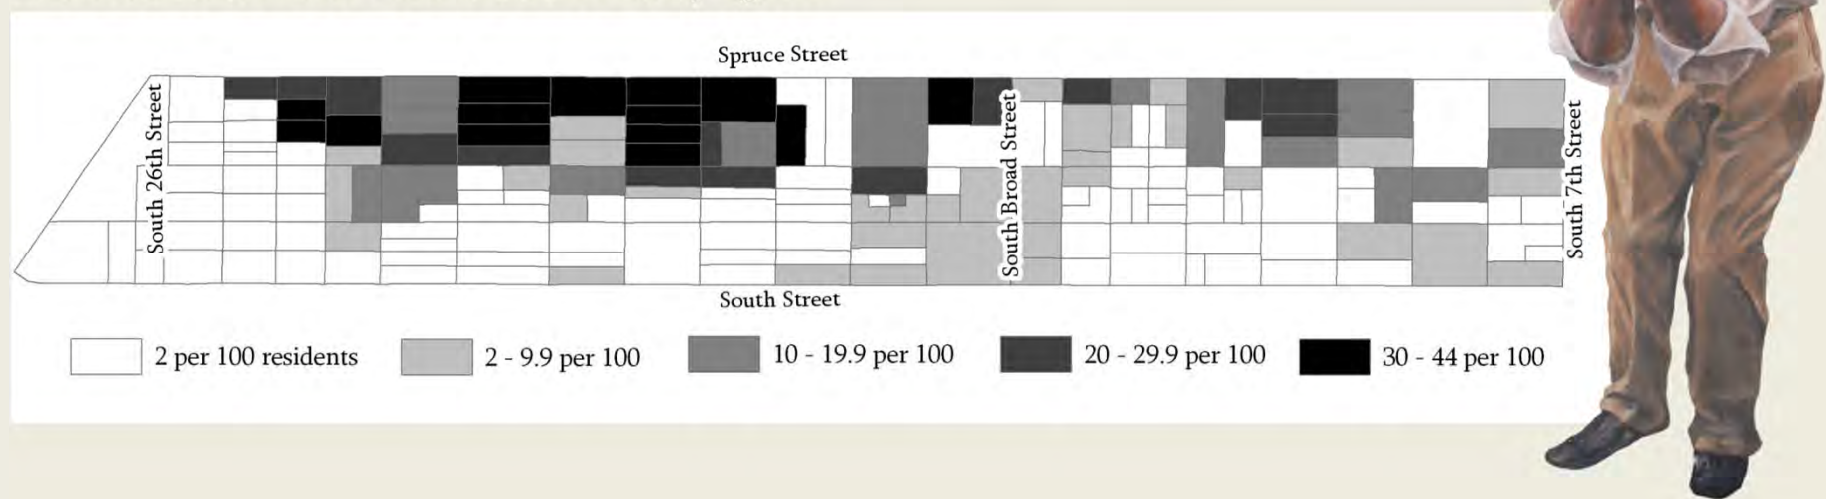 Spruce Street
South 26th Street
South Broad Street
South 7th Street
South Street
2 per 100 residents
2 - 9.9 per 100
10 - 19.9 per 100
20 - 29.9 per 100
30 - 44 per 100